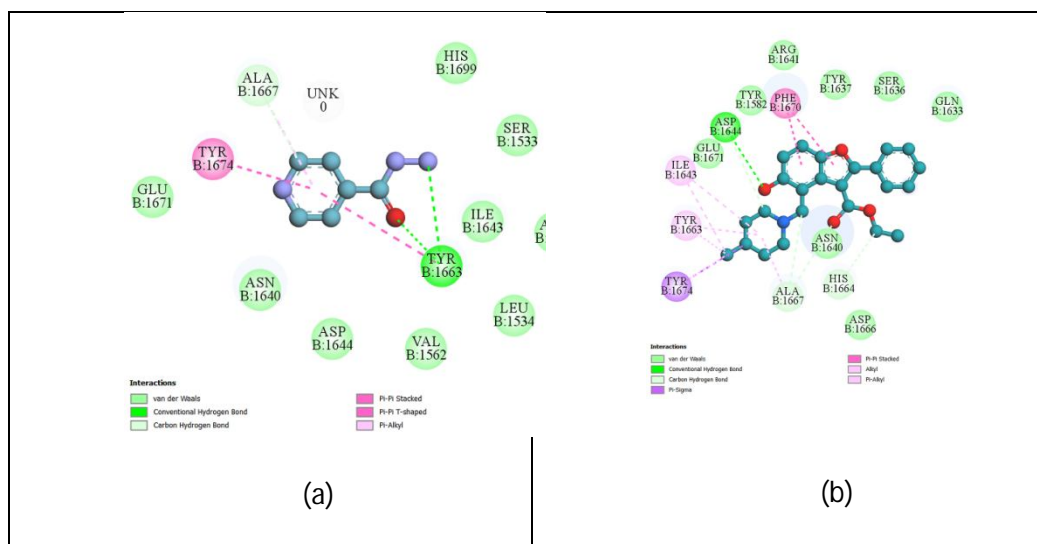 HIS
B:1699
ALA
B:1667
UNK
0
SER
B:1533
TYR
B:1674
GLU
B:1671
ILE
B:1643
TYR
B:1663
ASN
B:1640
LEU
B:1534
ASP
B:1644
VAL
B:1562
Interactions
van der Waals
Conventional Hydrogen Bond
Carbon Hydrogen Bond
Pi-Pi Stacked
Pi-Pi T-shaped
Pi-Alkyl
(a)
ARG
B:1641
TYR
B:1637
SER
B:1636
TYR
B:1582
PHE
B:1670
GLN
B:1633
ASP
B:1644
GLU
B:1671
ILE
B:1643
TYR
B:1663
ASN
B:1640
TYR
B:1674
ALA
B:1667
HIS
B:1664
ASP
B:1666
Interactions
van der Waals
Conventional Hydrogen Bond
Carbon Hydrogen Bond
Pi-Sigma
Pi-Pi Stacked
Alkyl
Pi-Alkyl
(b)